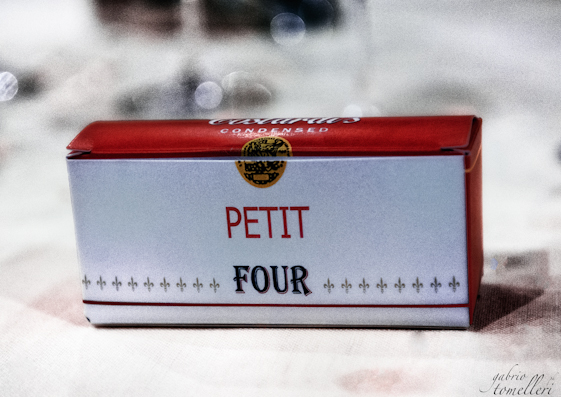 CONDENSED
PETIT
FOUR
gabrio
tomelleri